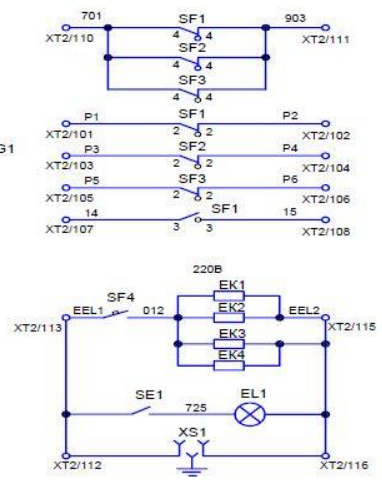 701 SF1 903
XT2/110 4 4 XT2/111
SF2
4 4
SF3
4 4
P1 SF1 P2
XT2/101 2 2 XT2/102
G1
P3 SF2 P4
XT2/103 2 2 XT2/104
P5 SF3 P6
XT2/105 2 2 XT2/106
14 SF1 15
XT2/107 3 3 XT2/108
220В
EK1
SF4
EEL1 012 EK2 EEL2
XT2/113 XT2/115
EK3
EK4
SE1 EL1
725
XS1
XT2/112 XT2/116